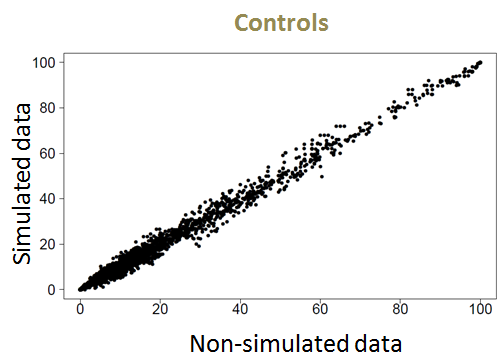 Controls
100
80
60
40
20
0
Simulated data
0 20 40 60 80 100
Non-simulated data